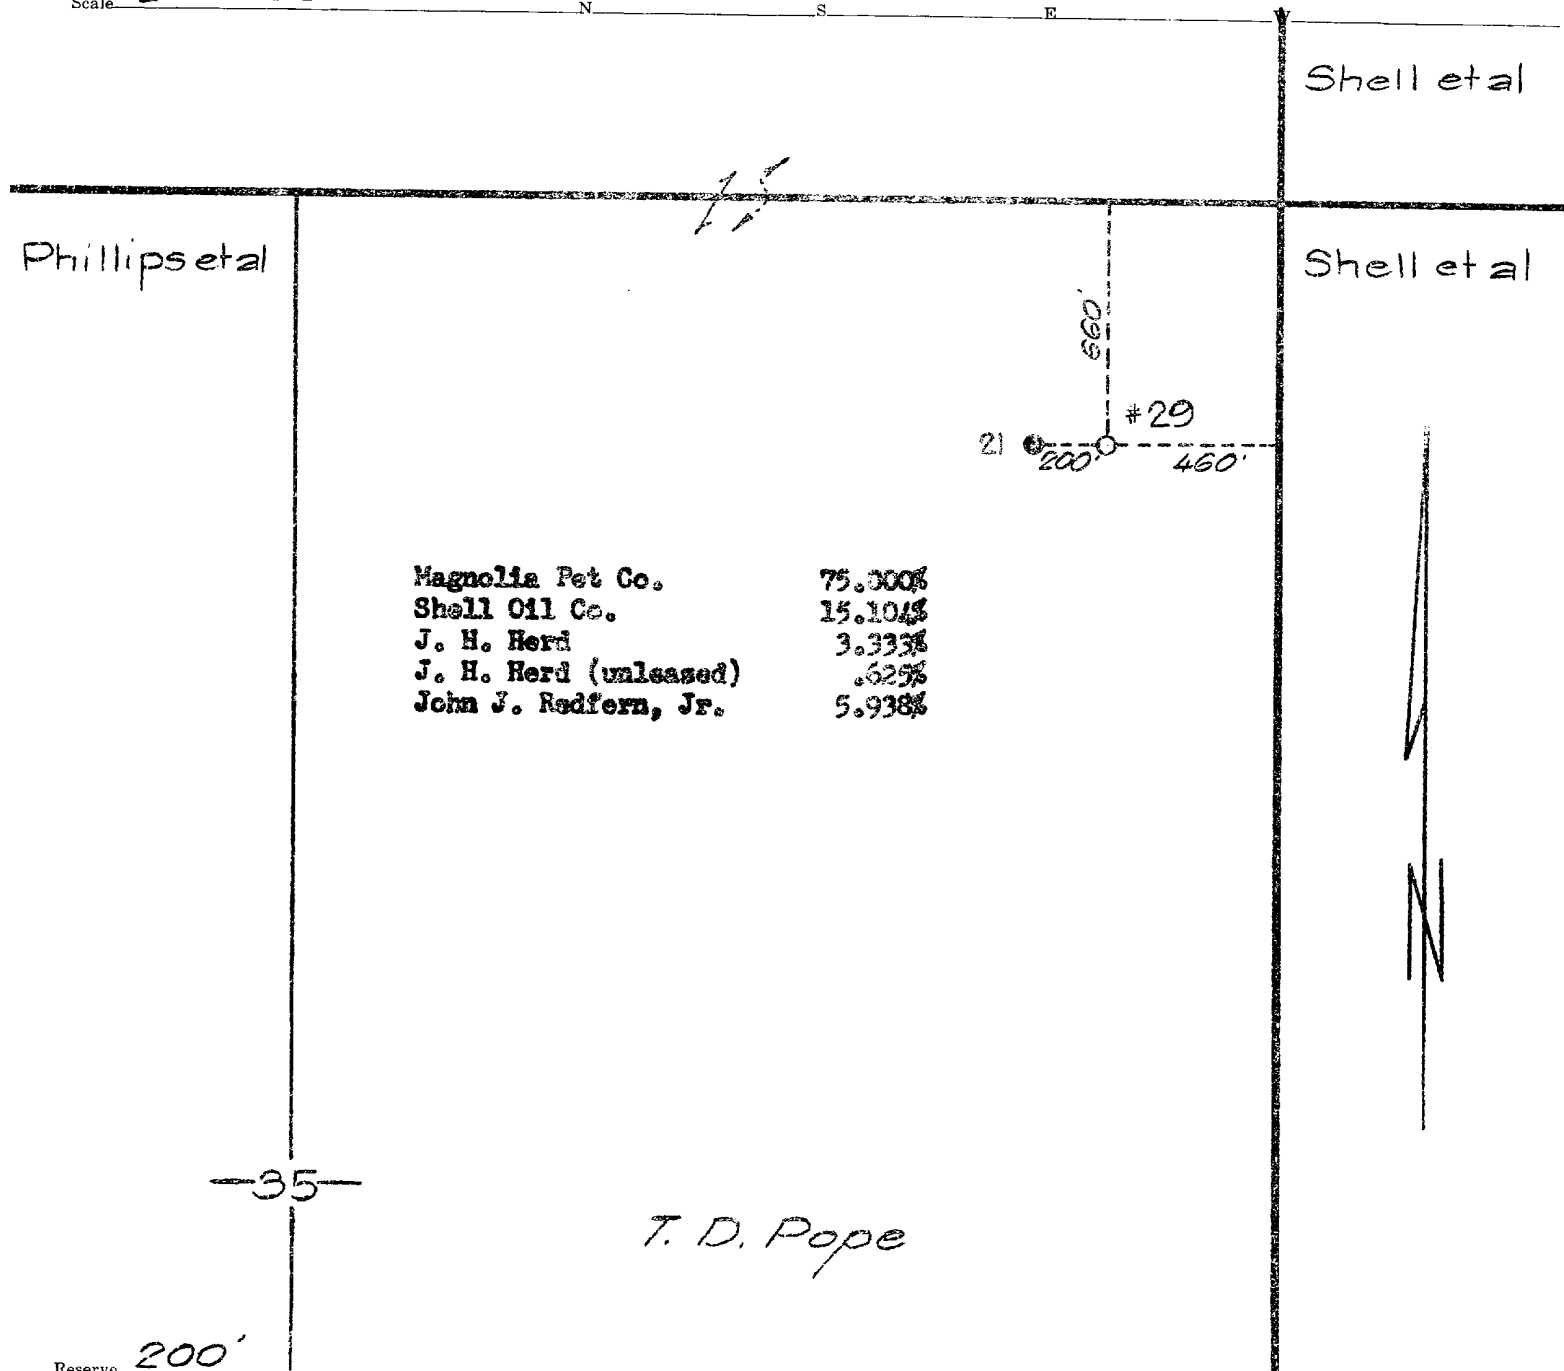 Scale
N S E W
Shell et al
Phillips et al
Shell et al
660'
#29
21
200'
460'
Magnolia Pet Co. 75.000%
Shell Oil Co. 15.104%
J. H. Herd 3.333%
J. H. Herd (unleased) .625%
John J. Redfern, Jr. 5.938%
N
35
T. D. Pope
Reserve 200'